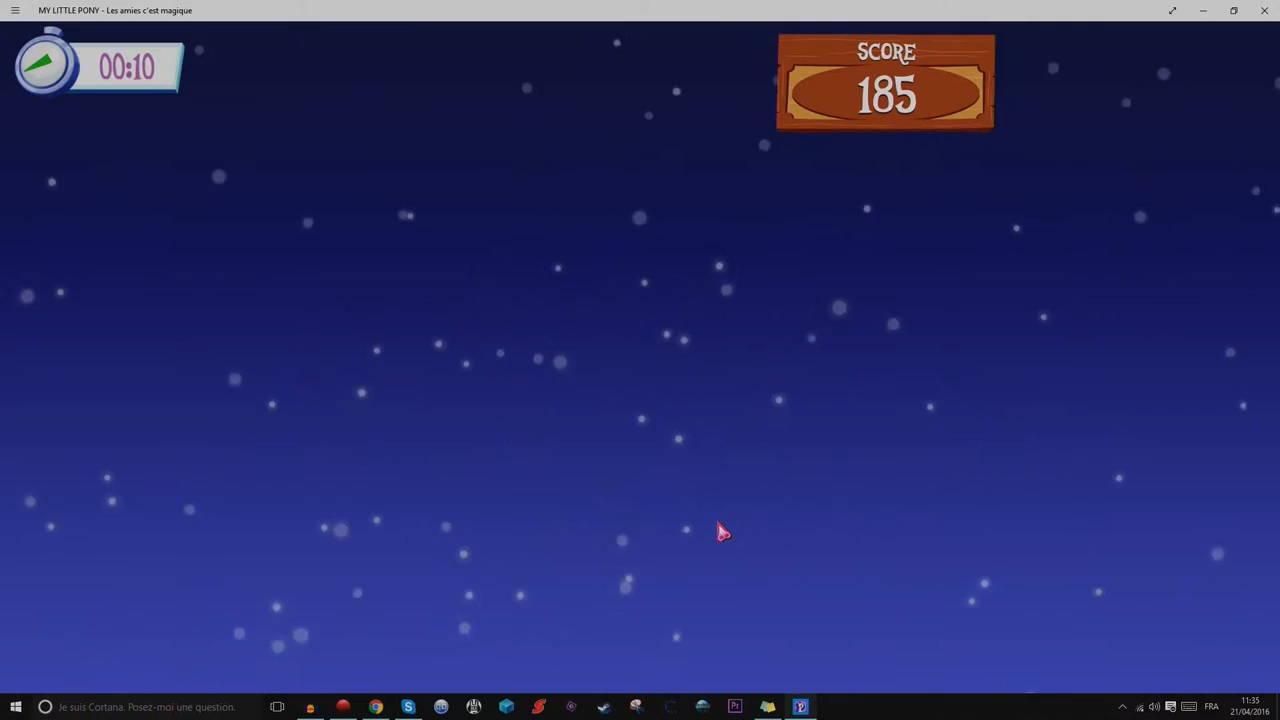 MY LITTLE PONY - Les amies c'est magique
00:10
SCORE
185
Je suis Cortana. Posez-moi une question.
Pr
FRA
11:35
21/04/2016